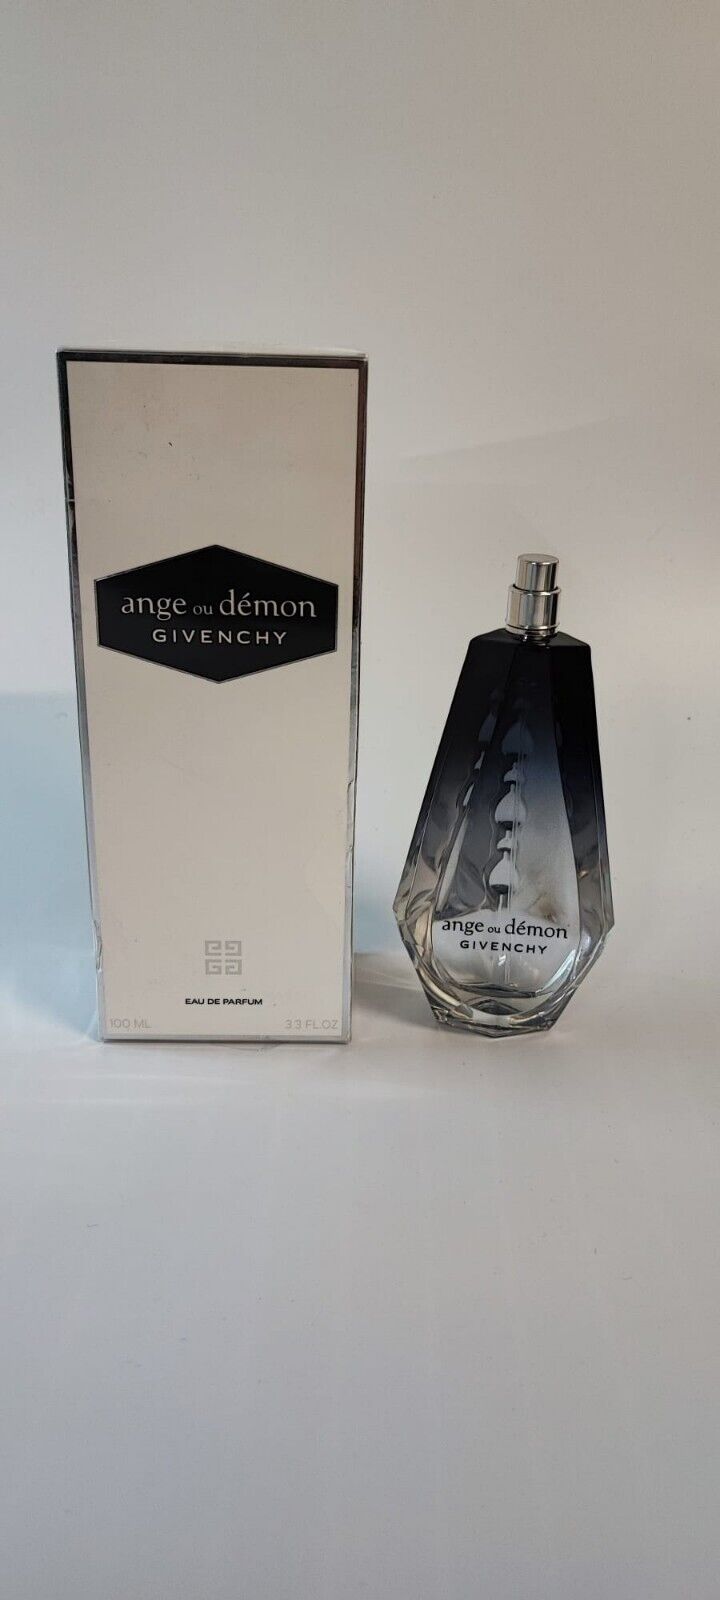 ange ou démon
GIVENCHY
EAU DE PARFUM
100 ML 3.3 FL.OZ
ange ou démon
GIVENCHY